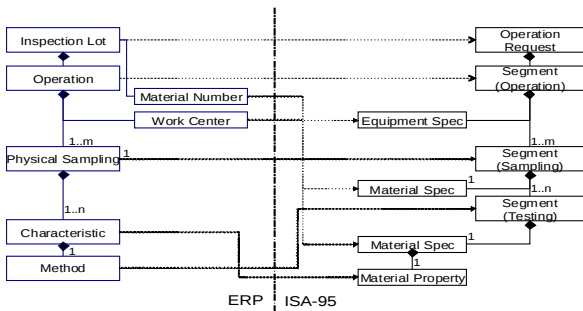 Inspection Lot
Operation
Request
Operation
Segment
(Operation)
Material Number
Work Center
Equipment Spec
1..m
1..m
Physical Sampling
1
Segment
(Sampling)
1
1..n
Material Spec
Segment
(Testing)
1..n
Characteristic
1
Material Spec
1
1
Method
Material Property
ERP
ISA-95